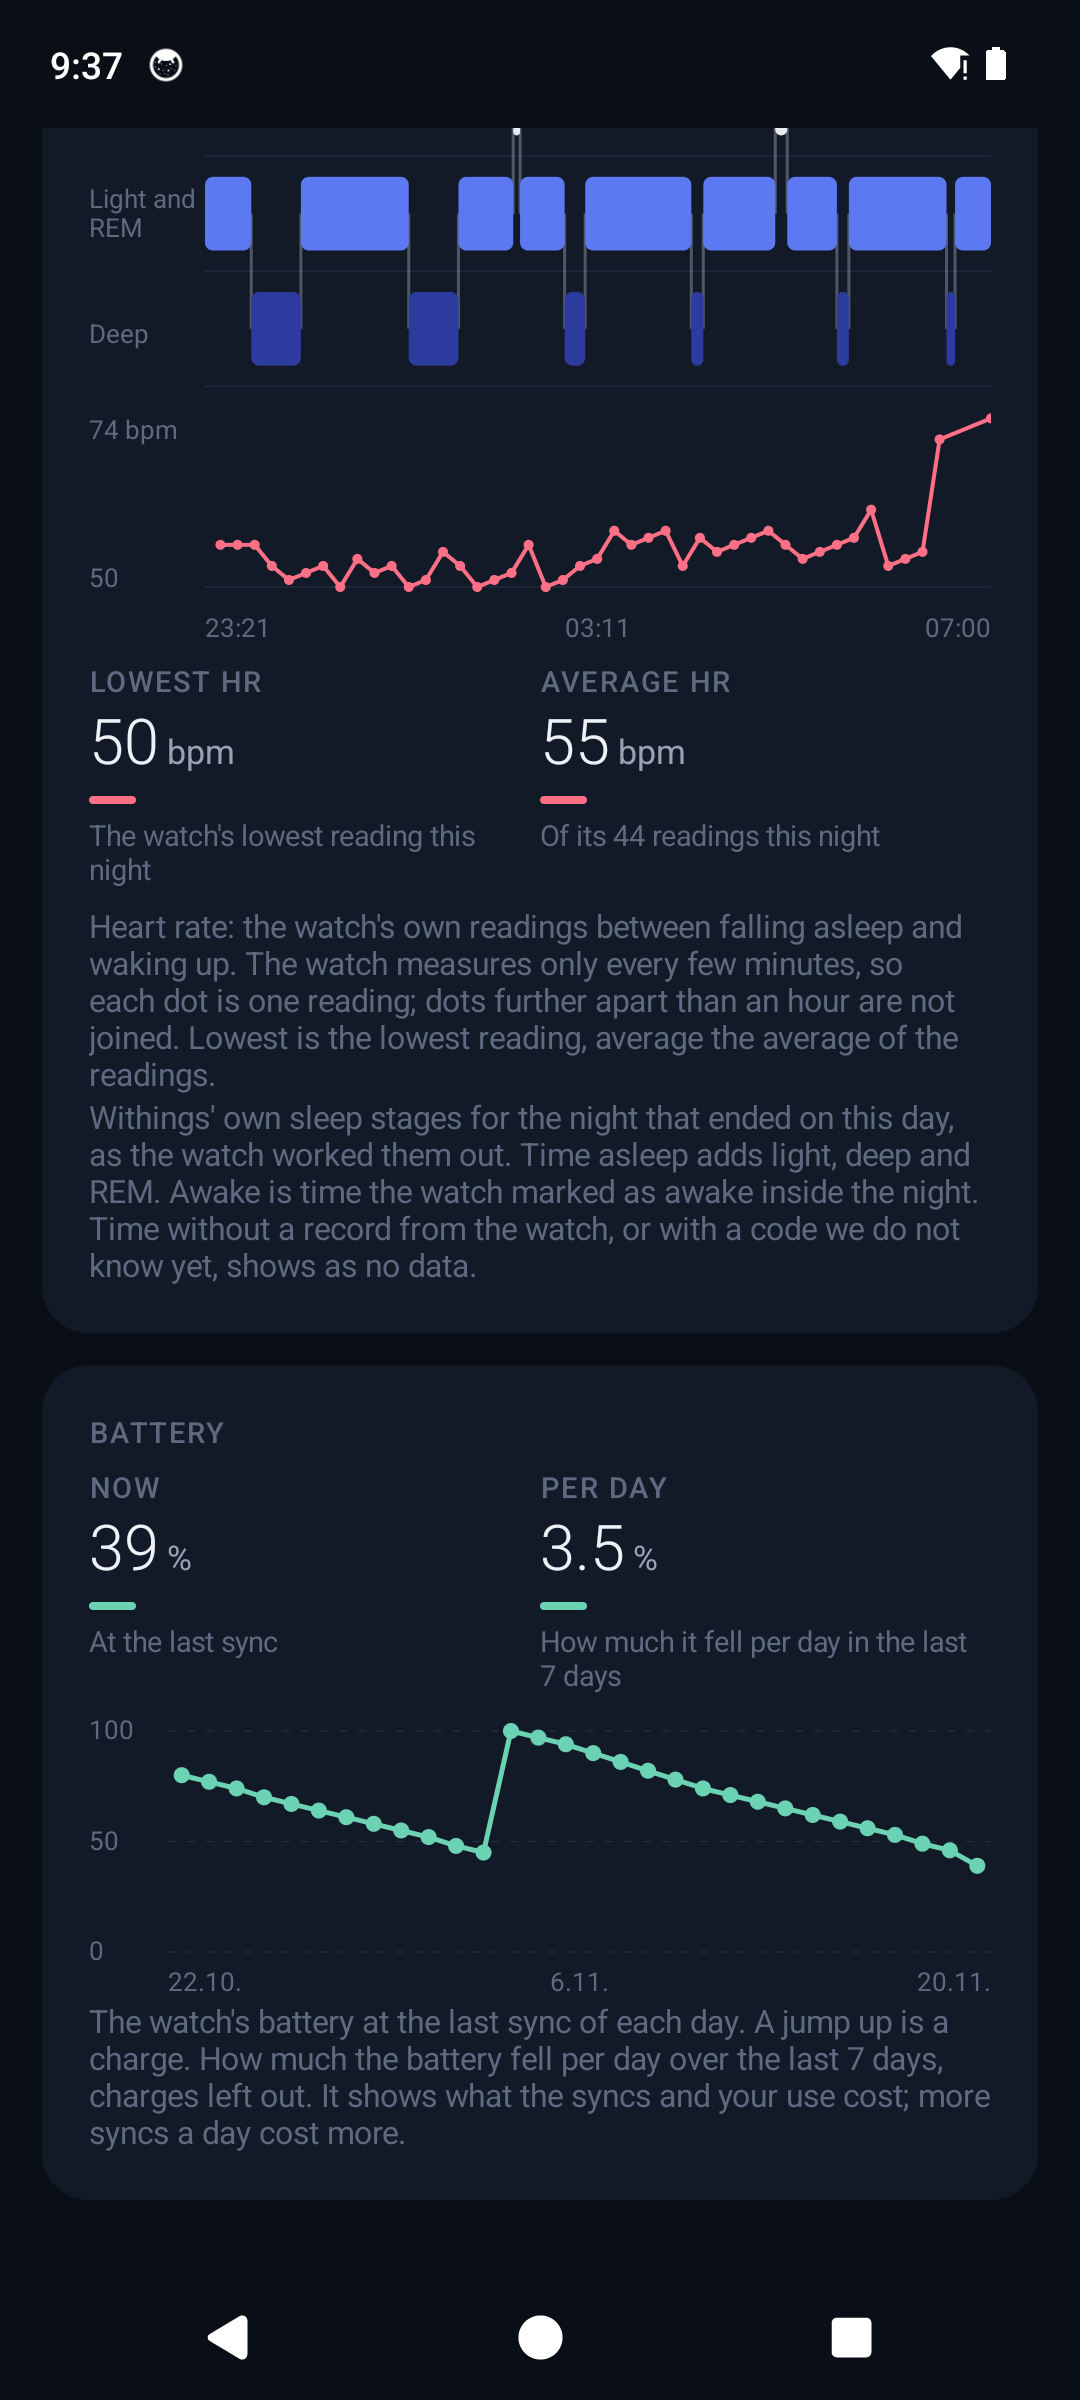 9:37
Light and
REM
Deep
74 bpm
50
23:21 03:11 07:00
LOWEST HR AVERAGE HR
50 bpm 55 bpm
The watch's lowest reading this
night
Of its 44 readings this night
Heart rate: the watch's own readings between falling asleep and
waking up. The watch measures only every few minutes, so
each dot is one reading; dots further apart than an hour are not
joined. Lowest is the lowest reading, average the average of the
readings.
Withings' own sleep stages for the night that ended on this day,
as the watch worked them out. Time asleep adds light, deep and
REM. Awake is time the watch marked as awake inside the night.
Time without a record from the watch, or with a code we do not
know yet, shows as no data.
BATTERY
NOW PER DAY
39 % 3.5 %
At the last sync
How much it fell per day in the last
7 days
100
50
0
22.10. 6.11. 20.11.
The watch's battery at the last sync of each day. A jump up is a
charge. How much the battery fell per day over the last 7 days,
charges left out. It shows what the syncs and your use cost; more
syncs a day cost more.